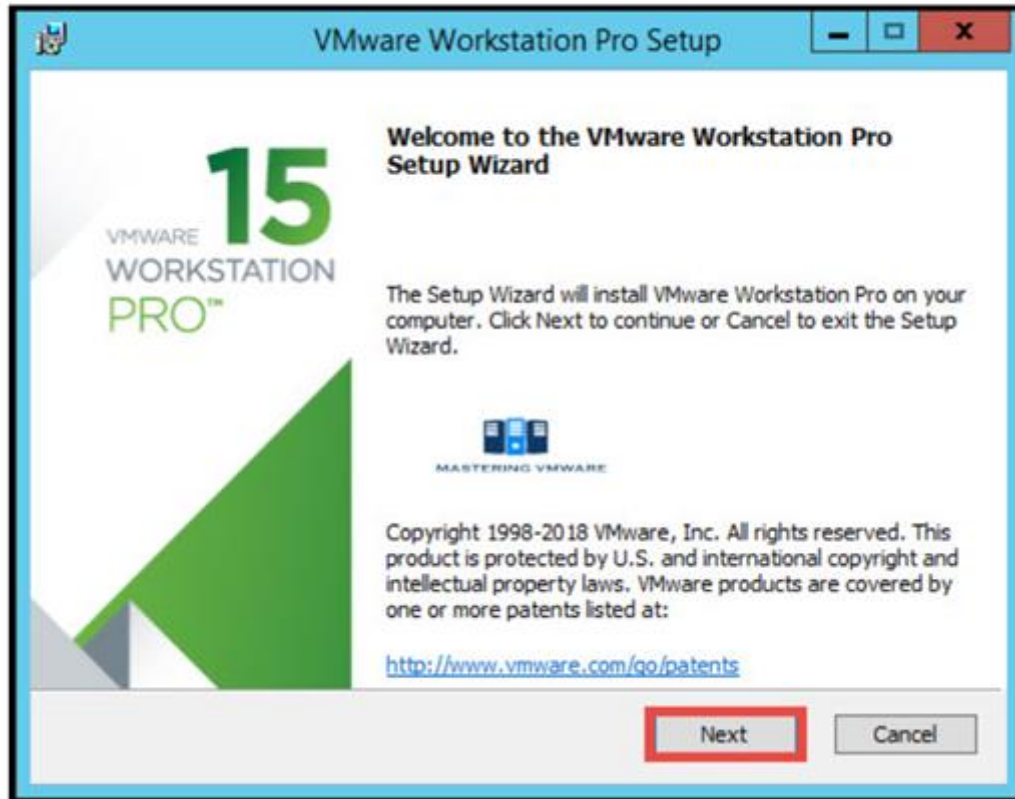 VMware Workstation Pro Setup
15
VMWARE
WORKSTATION
PRO™
Welcome to the VMware Workstation Pro
Setup Wizard
The Setup Wizard will install VMware Workstation Pro on your
computer. Click Next to continue or Cancel to exit the Setup
Wizard.
MASTERING VMWARE
Copyright 1998-2018 VMware, Inc. All rights reserved. This
product is protected by U.S. and international copyright and
intellectual property laws. VMware products are covered by
one or more patents listed at:
http://www.vmware.com/go/patents
Next
Cancel